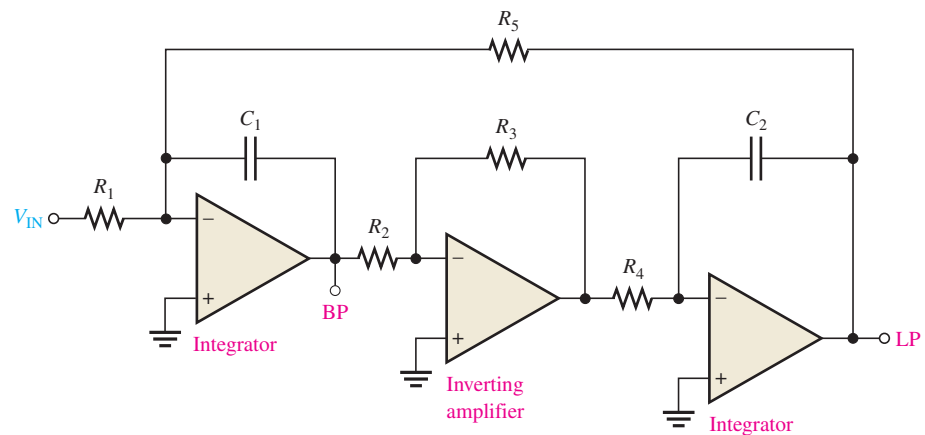 R5
C1
R3
C2
R1
VIN
−
R2
−
R4
−
+
BP
LP
Integrator
+
Inverting
amplifier
+
Integrator